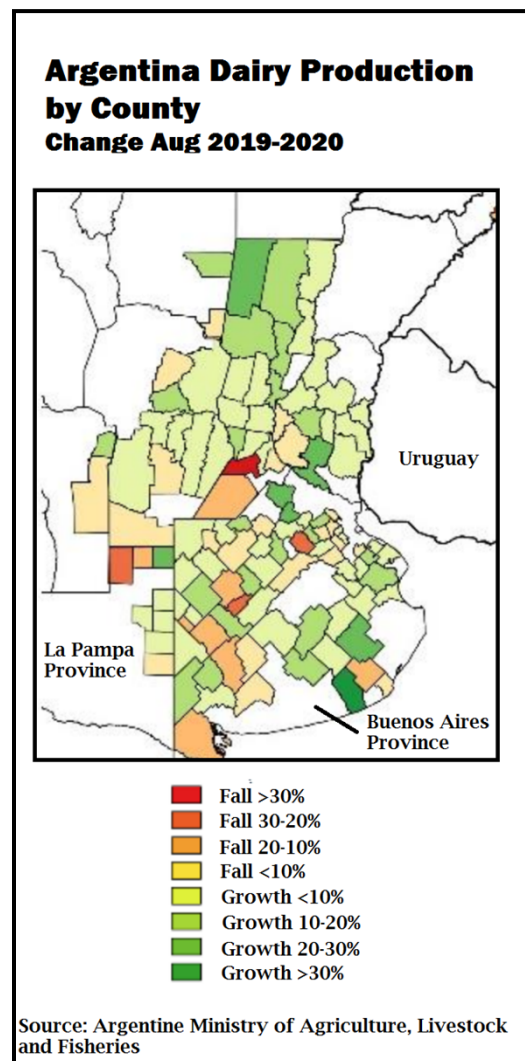 Argentina Dairy Production
by County
Change Aug 2019-2020
Uruguay
La Pampa
Province
Buenos Aires
Province
Fall >30%
Fall 30-20%
Fall 20-10%
Fall <10%
Growth <10%
Growth 10-20%
Growth 20-30%
Growth >30%
Source: Argentine Ministry of Agriculture, Livestock
and Fisheries